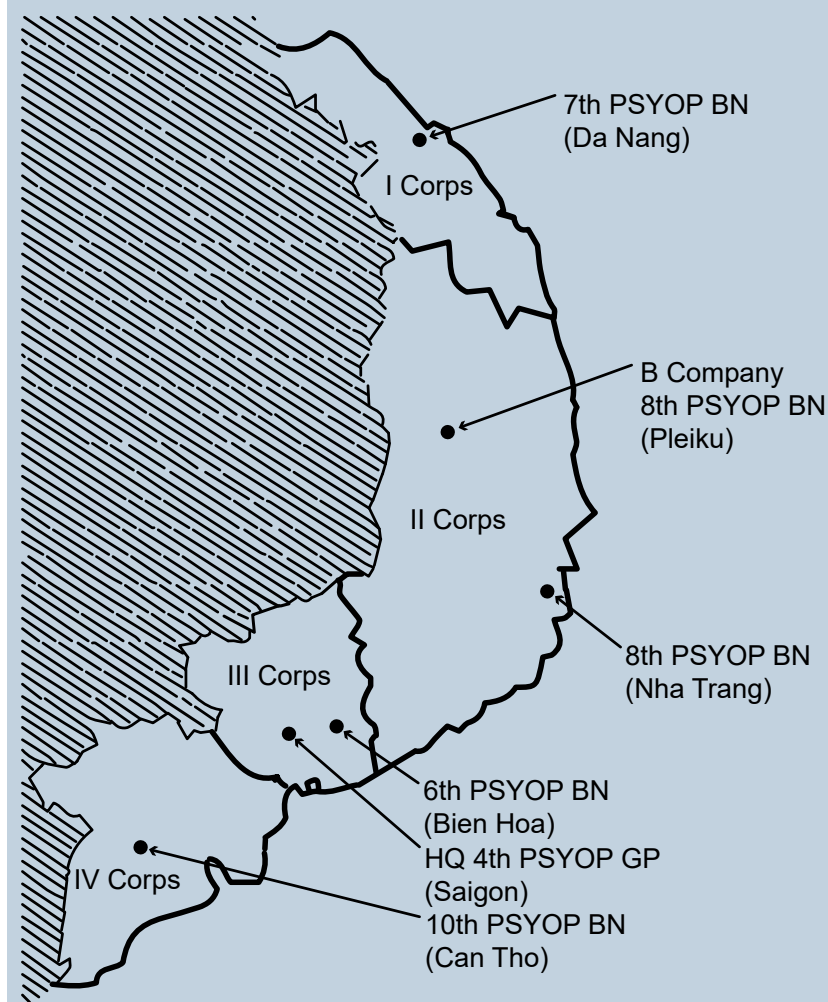 7th PSYOP BN
(Da Nang)
I Corps
B Company
8th PSYOP BN
(Pleiku)
II Corps
8th PSYOP BN
(Nha Trang)
III Corps
6th PSYOP BN
(Bien Hoa)
HQ 4th PSYOP GP
(Saigon)
IV Corps
10th PSYOP BN
(Can Tho)